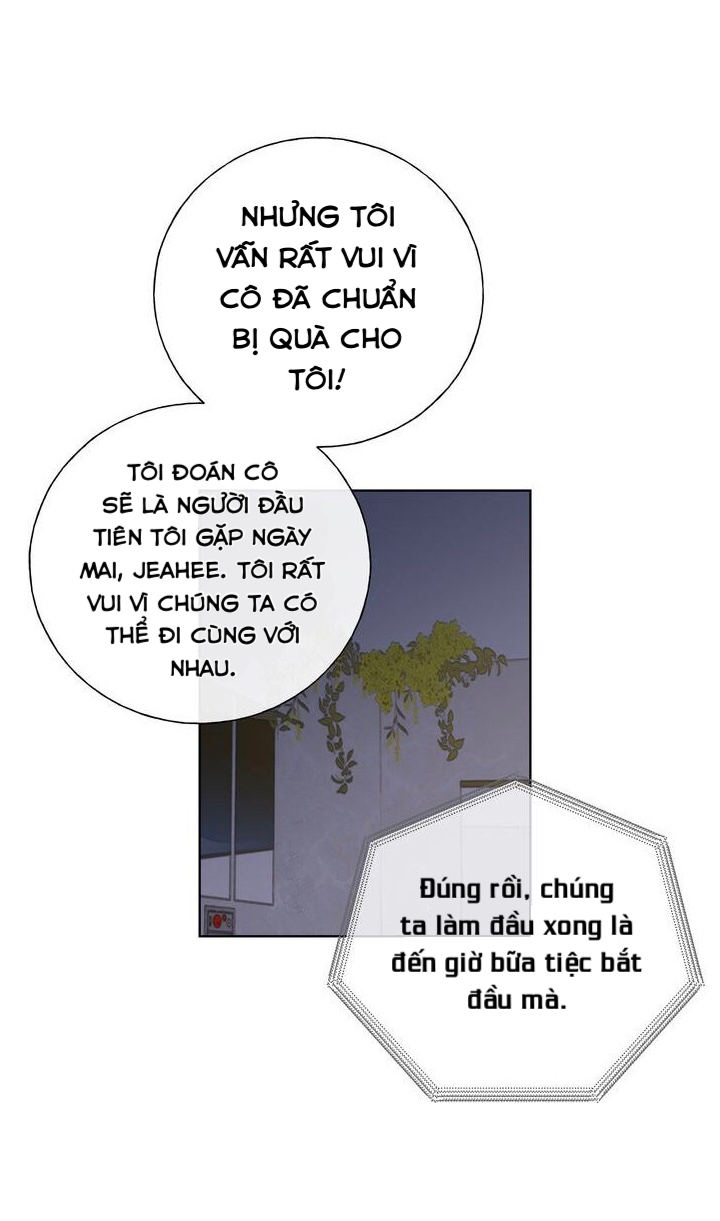 NHƯNG TÔI
VẪN RẤT VUI VÌ
CÔ ĐÃ CHUẨN
BỊ QUÀ CHO
TÔI!
TÔI ĐOÁN CÔ
SẼ LÀ NGƯỜI ĐẦU
TIÊN TÔI GẶP NGÀY
MAI, JEAHEE. TÔI RẤT
VUI VÌ CHÚNG TA CÓ
THỂ ĐI CÙNG VỚI
NHAU.
Đúng rồi, chúng
ta làm đầu xong là
đến giờ bữa tiệc bắt
đầu mà.